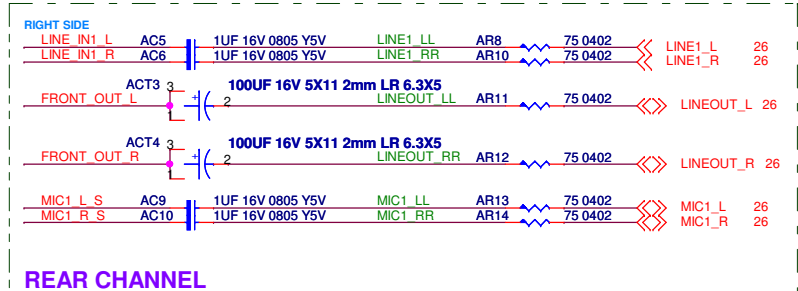 RIGHT SIDE
LINE_IN1_L AC5 1UF 16V 0805 Y5V LINE1_LL AR8 75 0402 LINE1_L 26
LINE_IN1_R AC6 LINE1_RR AR10 75 0402 LINE1_R 26
ACT3 3 100UF 16V 5X11 2mm LR 6.3X5
FRONT_OUT_L 1 + 2 LINEOUT_LL AR11 75 0402 LINEOUT_L 26
ACT4 3 100UF 16V 5X11 2mm LR 6.3X5
FRONT_OUT_R 1 + 2 LINEOUT_RR AR12 75 0402 LINEOUT_R 26
MIC1_L_S AC9 1UF 16V 0805 Y5V MIC1_LL AR13 75 0402 MIC1_L 26
MIC1_R_S AC10 1UF 16V 0805 Y5V MIC1_RR AR14 75 0402 MIC1_R 26
REAR CHANNEL